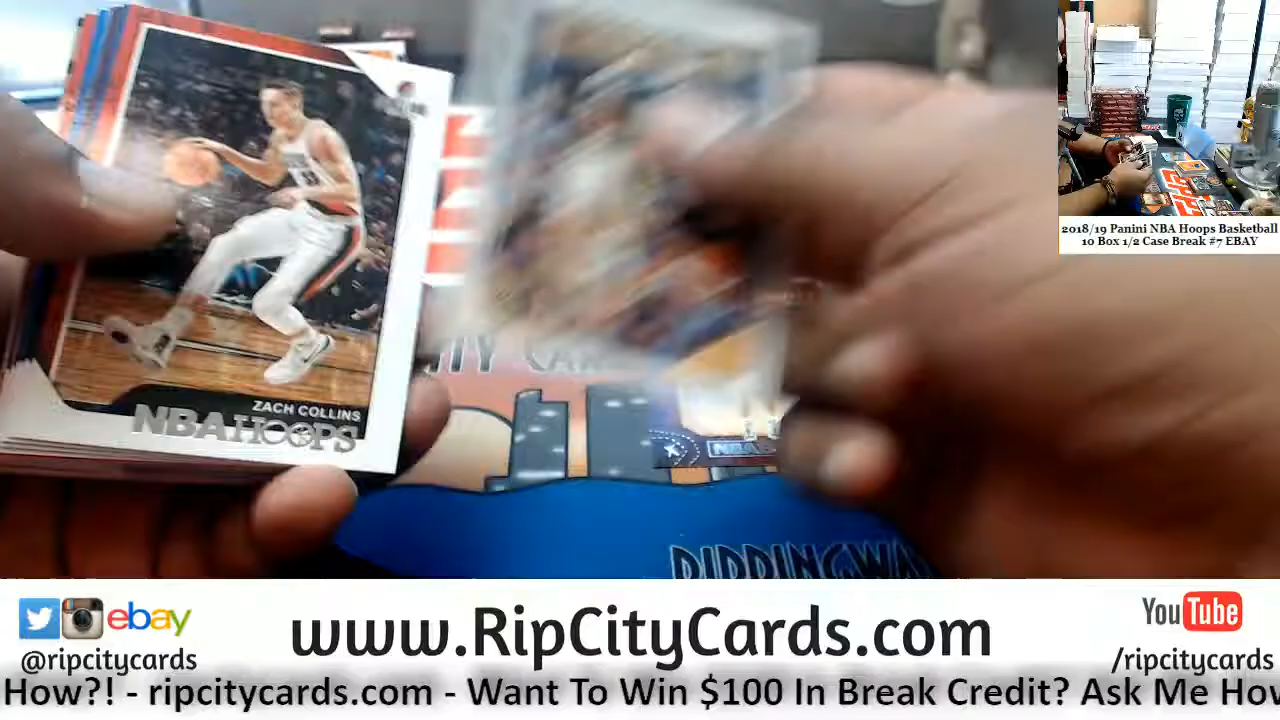 2018/19 Panini NBA Hoops Basketball
10 Box 1/2 Case Break #7 EBAY
ZACH COLLINS
NBA HOOPS
NBA
ebay
@ripcitycards
www.RipCityCards.com
YouTube
/ripcitycards
How?! - ripcitycards.com - Want To Win $100 In Break Credit? Ask Me How